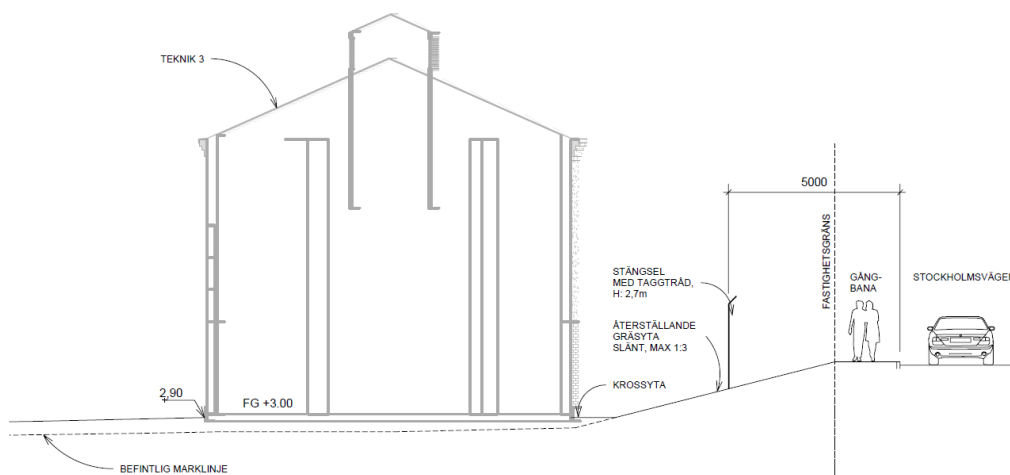 TEKNIK 3
5000
FASTIGHETSGRÄNS
GÅNG-
BANA
STOCKHOLMSVÄGEN
STÄNGSEL
MED TAGGTRÅD,
H: 2,7m
ÅTERSTÄLLANDE
GRÄSYTA
SLÄNT, MAX 1:3
KROSSYTA
2,90
FG +3.00
BEFINTLIG MARKLINJE